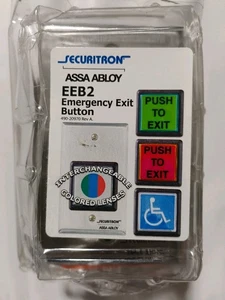 SECURITRON
ASSA ABLOY
EEB2
Emergency Exit
Button
PUSH
TO
EXIT
PUSH
TO
EXIT
INTERCHANGEABLE
COLORED LENSES
SECURITRON
ASSA ABLOY